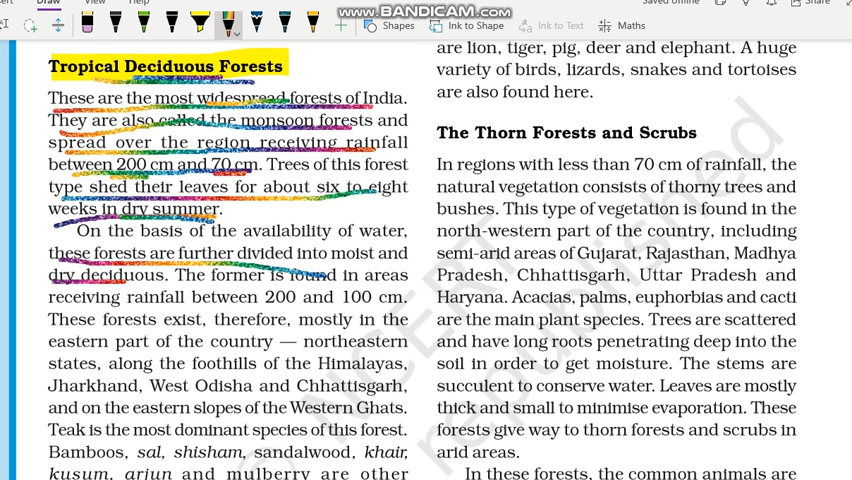 Draw
www.BANDICAM.com
Saved offline
Share
Shapes
Ink to Shape
Ink to Text
Maths
Tropical Deciduous Forests
These are the most widespread forests of India.
They are also called the monsoon forests and
spread over the region receiving rainfall
between 200 cm and 70 cm. Trees of this forest
type shed their leaves for about six to eight
weeks in dry summer.
On the basis of the availability of water,
these forests are further divided into moist and
dry deciduous. The former is found in areas
receiving rainfall between 200 and 100 cm.
These forests exist, therefore, mostly in the
eastern part of the country — northeastern
states, along the foothills of the Himalayas,
Jharkhand, West Odisha and Chhattisgarh,
and on the eastern slopes of the Western Ghats.
Teak is the most dominant species of this forest.
Bamboos, sal, shisham, sandalwood, khair,
kusum, arjun and mulberry are other
are lion, tiger, pig, deer and elephant. A huge
variety of birds, lizards, snakes and tortoises
are also found here.
The Thorn Forests and Scrubs
In regions with less than 70 cm of rainfall, the
natural vegetation consists of thorny trees and
bushes. This type of vegetation is found in the
north-western part of the country, including
semi-arid areas of Gujarat, Rajasthan, Madhya
Pradesh, Chhattisgarh, Uttar Pradesh and
Haryana. Acacias, palms, euphorbias and cacti
are the main plant species. Trees are scattered
and have long roots penetrating deep into the
soil in order to get moisture. The stems are
succulent to conserve water. Leaves are mostly
thick and small to minimise evaporation. These
forests give way to thorn forests and scrubs in
arid areas.
In these forests, the common animals are
© NCERT
republished